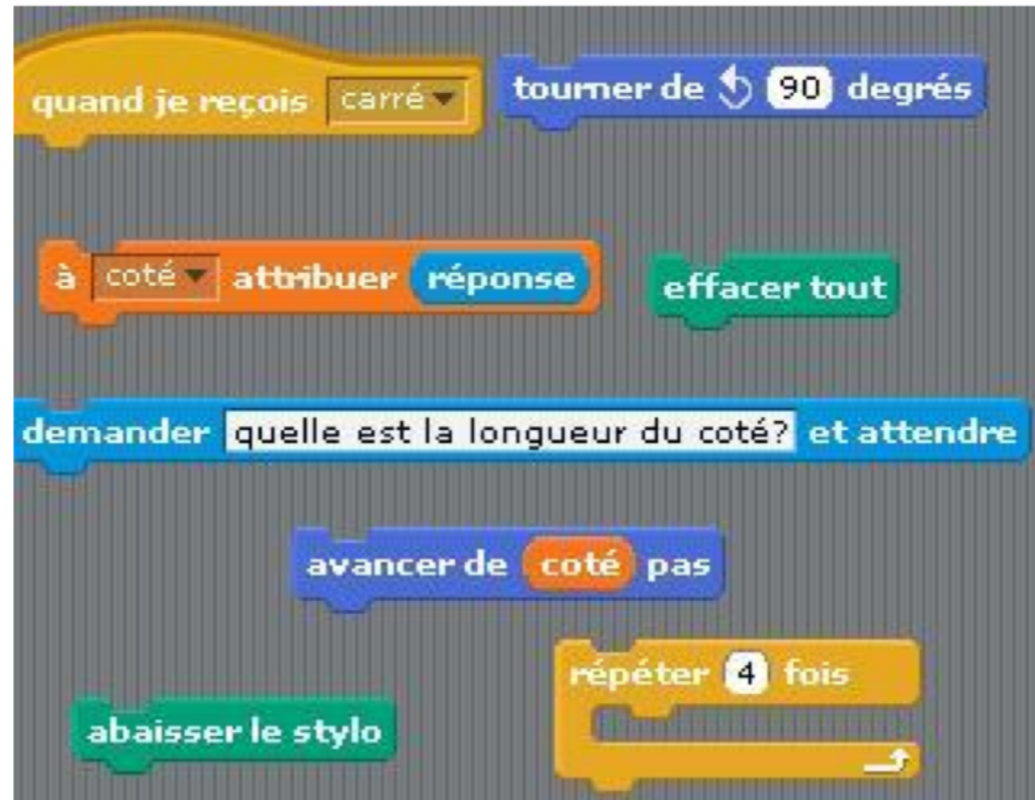 quand je reçois carré
tourner de 90 degrés
à coté attribuer réponse
effacer tout
demander quelle est la longueur du coté? et attendre
avancer de coté pas
répéter 4 fois
abaisser le stylo